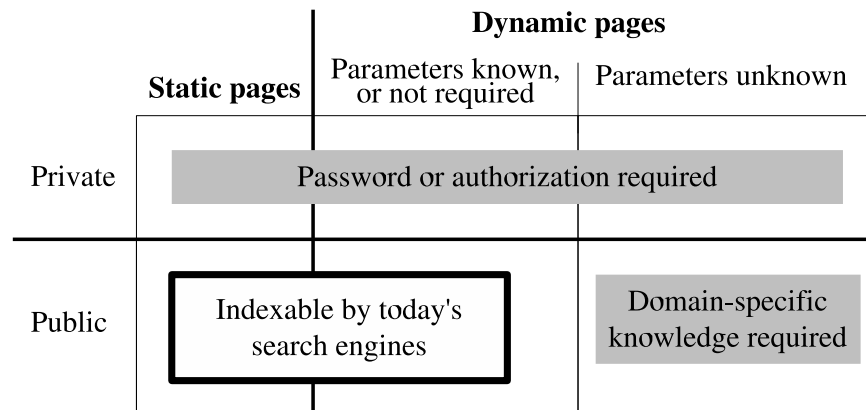 Dynamic pages
Static pages
Parameters known,
or not required
Parameters unknown
Private
Password or authorization required
Public
Indexable by today's
search engines
Domain-specific
knowledge required